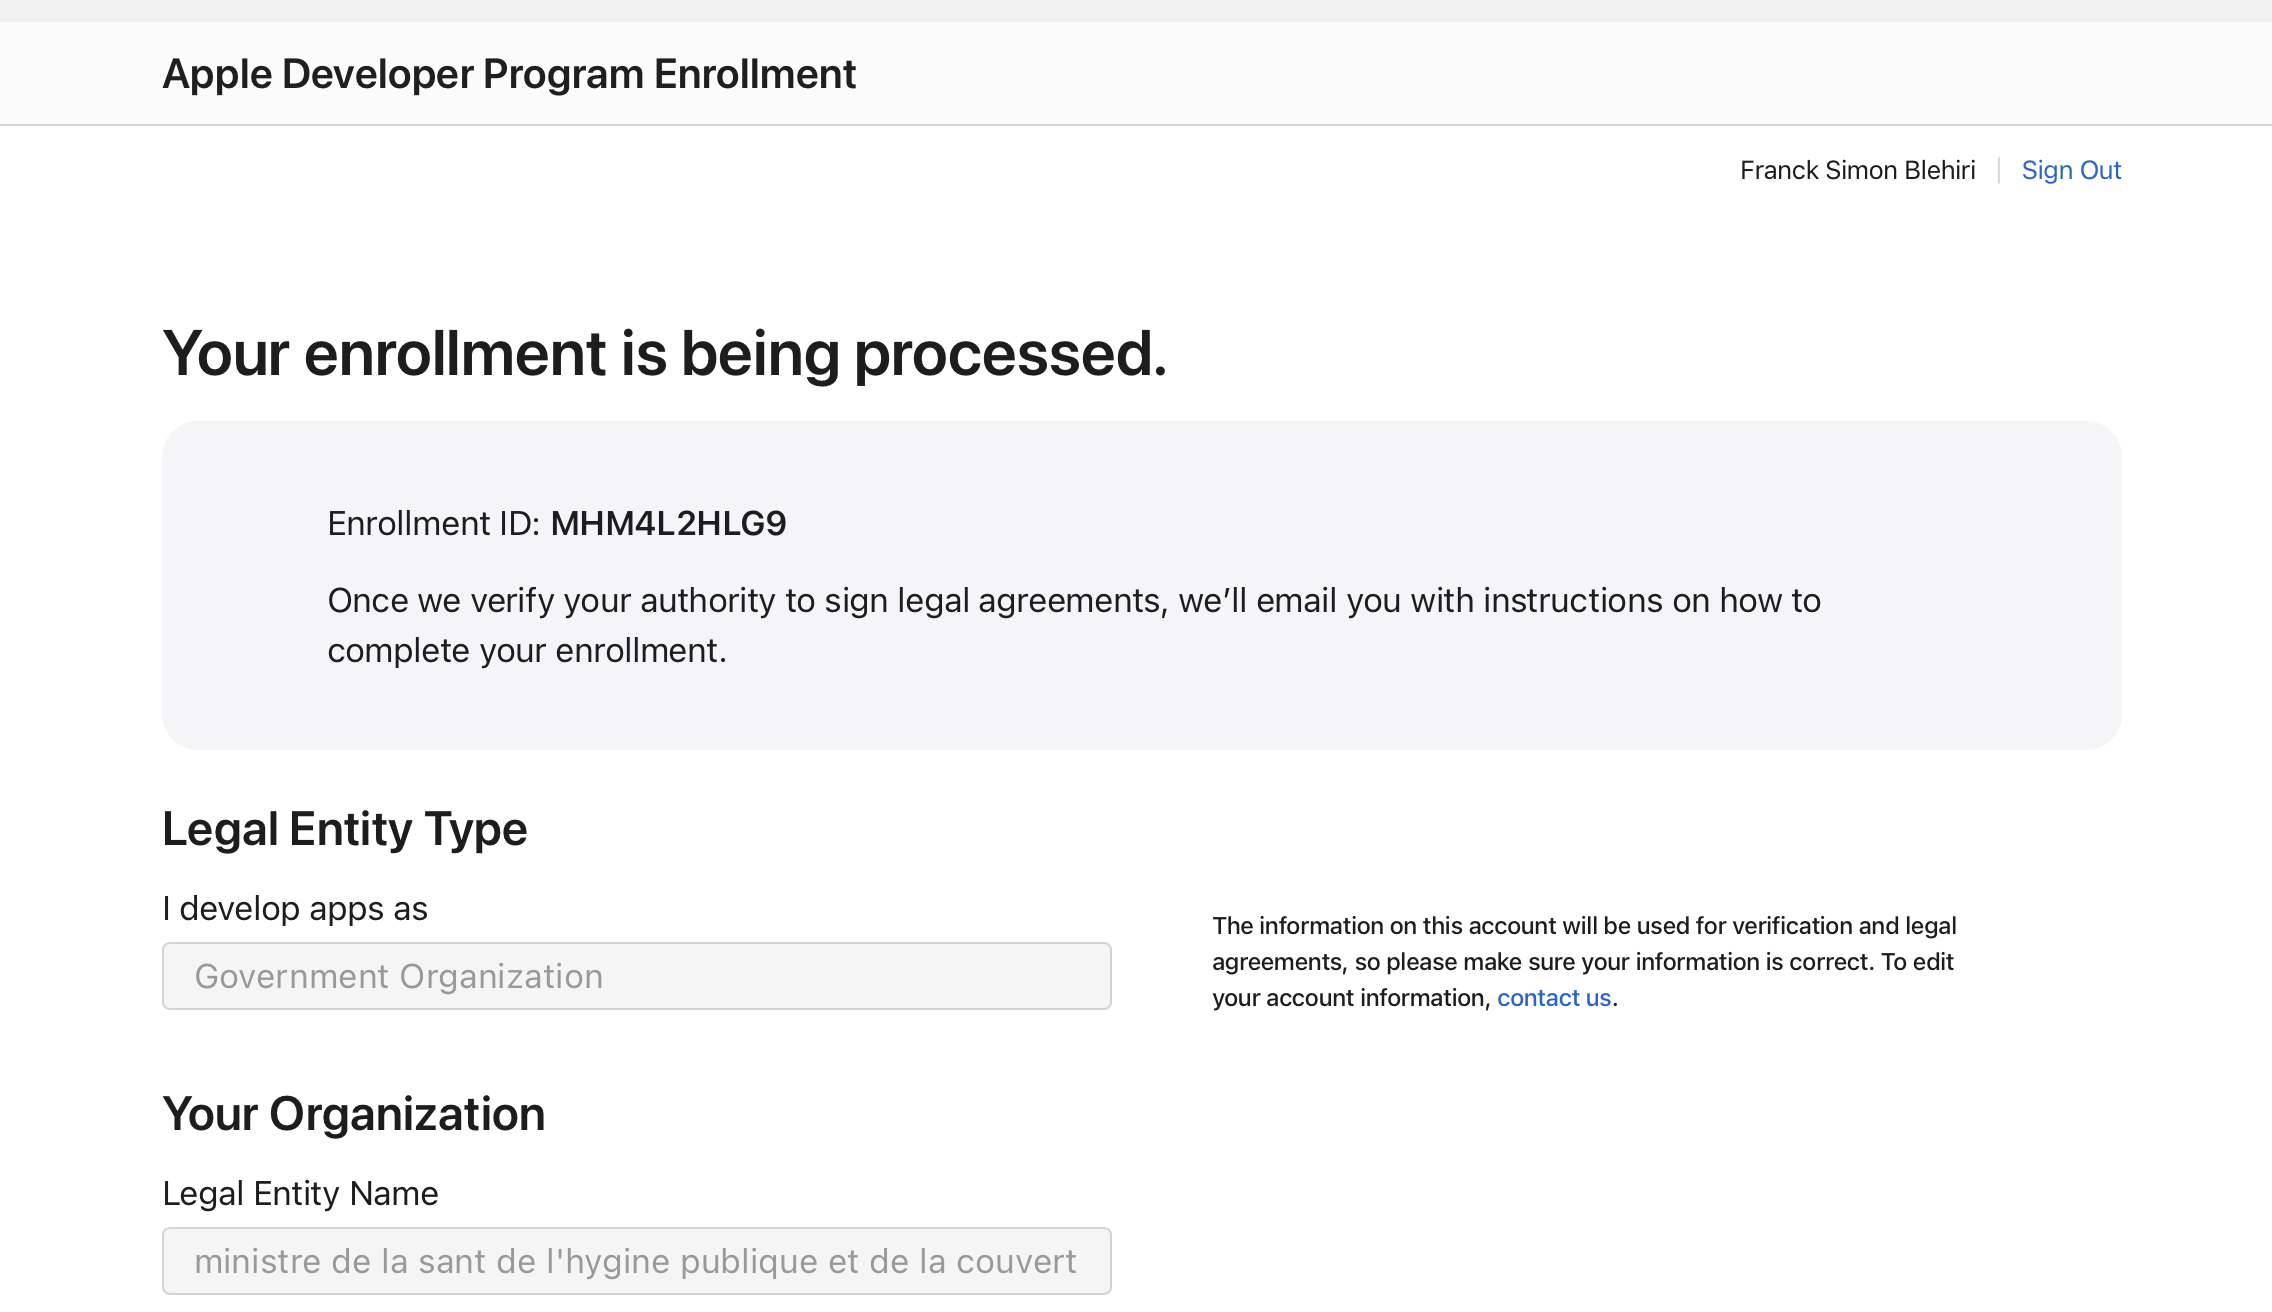 Apple Developer Program Enrollment
Franck Simon Blehiri
Sign Out
Your enrollment is being processed.
Enrollment ID: MHM4L2HLG9
Once we verify your authority to sign legal agreements, we’ll email you with instructions on how to
complete your enrollment.
Legal Entity Type
I develop apps as
Government Organization
The information on this account will be used for verification and legal
agreements, so please make sure your information is correct. To edit
your account information, contact us.
Your Organization
Legal Entity Name
ministre de la sant de l'hygine publique et de la couvert